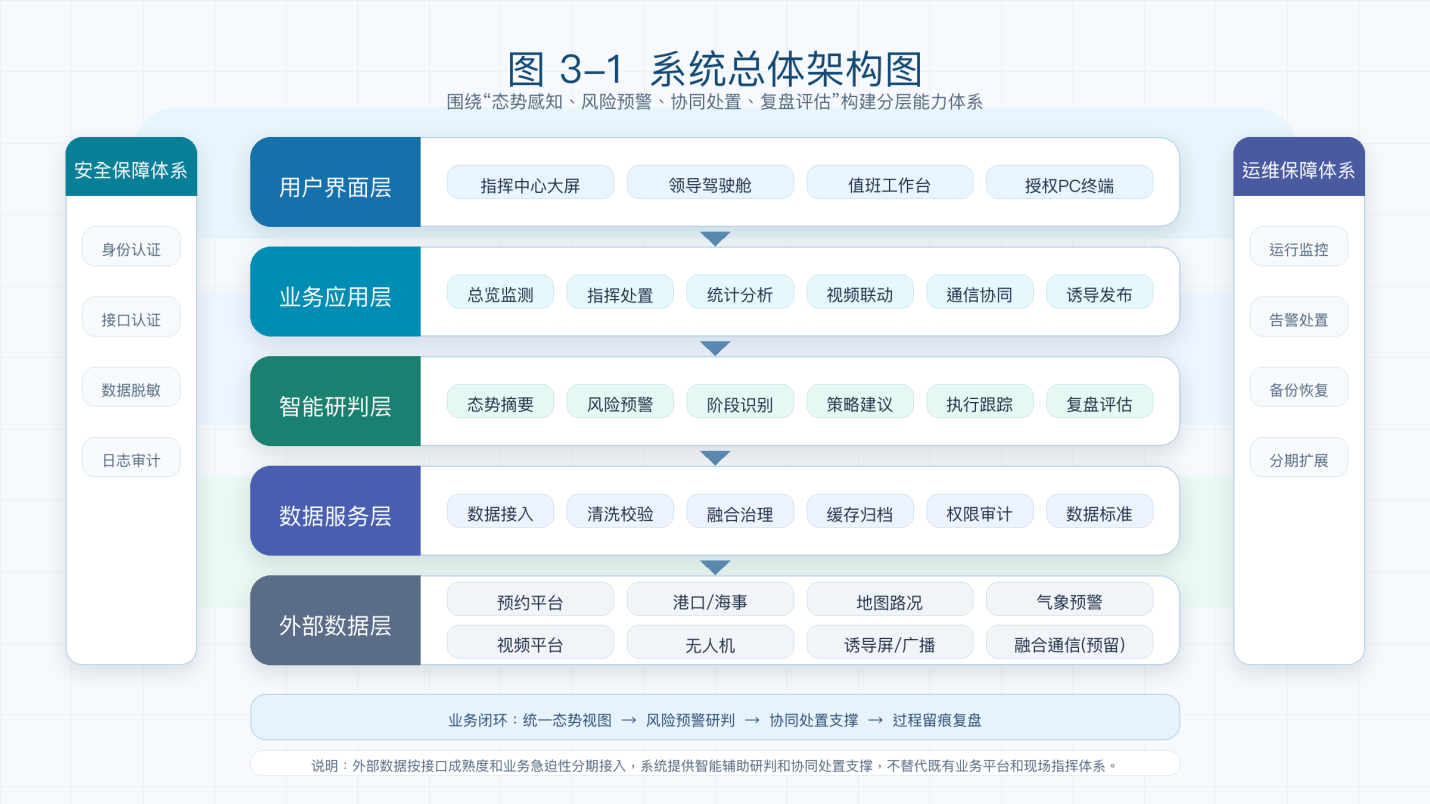 图 3–1 系统总体架构图
围绕“态势感知、风险预警、协同处置、复盘评估”构建分层能力体系
安全保障体系
身份认证
接口认证
数据脱敏
日志审计
用户界面层
指挥中心大屏 领导驾驶舱 值班工作台 授权PC终端
业务应用层
总览监测 指挥处置 统计分析 视频联动 通信协同 诱导发布
智能研判层
态势摘要 风险预警 阶段识别 策略建议 执行跟踪 复盘评估
数据服务层
数据接入 清洗校验 融合治理 缓存归档 权限审计 数据标准
外部数据层
预约平台 港口/海事 地图路况 气象预警
视频平台 无人机 诱导屏/广播 融合通信(预留)
运维保障体系
运行监控
告警处置
备份恢复
分期扩展
业务闭环：统一态势视图 → 风险预警研判 → 协同处置支撑 → 过程留痕复盘
说明：外部数据按接口成熟度和业务急迫性分期接入，系统提供智能辅助研判和协同处置支撑，不替代既有业务平台和现场指挥体系。